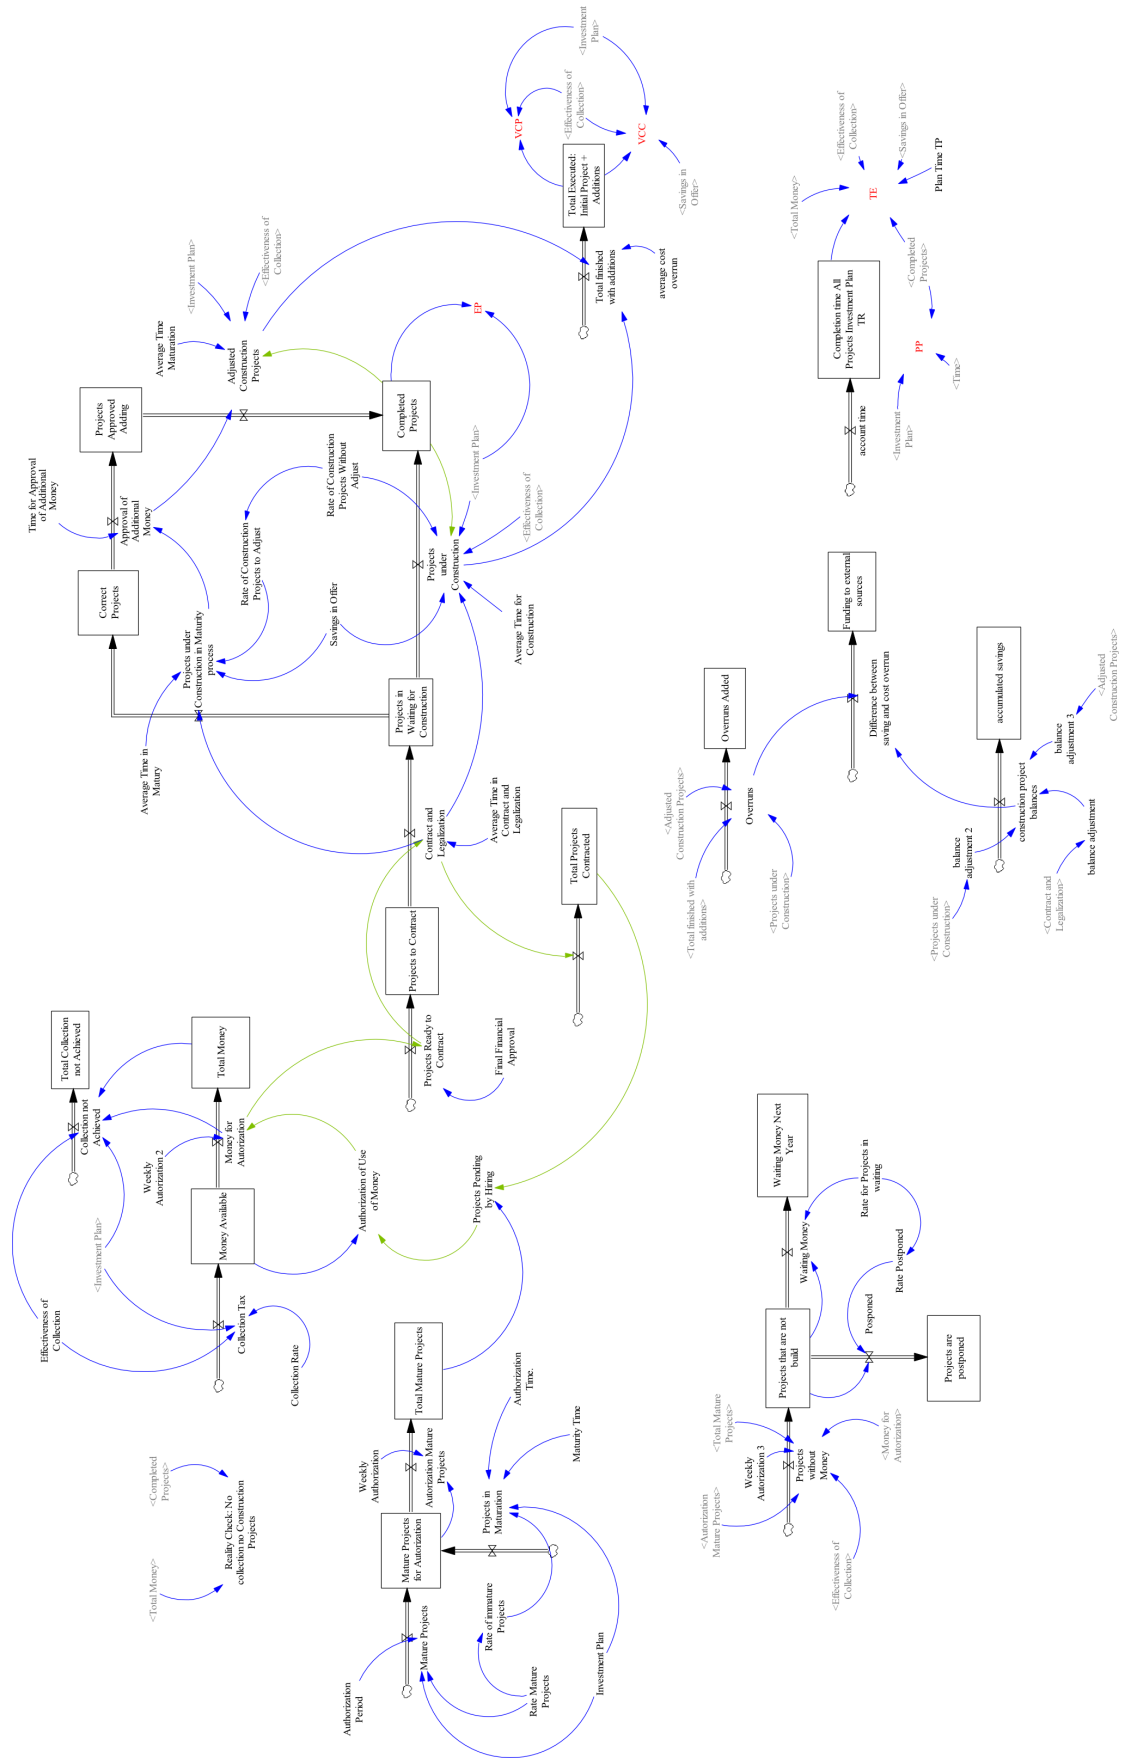 Effectiveness of
Collection
<Investment Plan>
Total Collection
not Achieved
Collection not
Achieved
Weekly
Autorization 2
Total Money
Money for
Autorization
Money Available
Collection Tax
Collection Rate
Authorization of Use
of Money
<Total Money>
<Completed
Projects>
Reality Check: No
collection no Construction
Projects
Authorization
Period
Mature Projects
Mature Projects
for Autorization
Weekly
Authorization
Autorization Mature
Projects
Total Mature Projects
Rate of immature
Projects
Rate Mature
Projects
Projects in
Maturation
Authorization
Time.
Maturity Time
Investment Plan
Projects Pending
by Hiring
Projects Ready to
Contract
Final Financial
Approval
Projects to Contract
Contract and
Legalization
Average Time in
Contract and
Legalization
Total Projects
Contracted
Projects in
Waiting for
Construction
Average Time in
Matury
Projects under
Construction in Maturity
process
Correct
Projects
Time for Approval
of Additional
Money
Approval of
Additional
Money
Projects
Approved
Adding
Rate of Construction
Projects to Adjust
Savings in Offer
Rate of Construction
Projects Without
Adjust
Projects
under
Construction
Average Time for
Construction
<Effectiveness of
Collection>
<Investment Plan>
Completed
Projects
Average Time
Maturation
Adjusted
Construction
Projects
<Investment Plan>
<Effectiveness of
Collection>
EP
Total finished
with additions
average cost
overrun
Total Executed:
Initial Project +
Additions
VCP
<Effectiveness of
Collection>
<Investment
Plan>
VCC
<Savings in
Offer>
<Autorization
Mature Projects>
Weekly
Autorization 3
<Total Mature
Projects>
Projects
without
Money
<Effectiveness of
Collection>
<Money for
Autorization>
Projects that are not
build
Waiting Money
Waiting Money Next
Year
Rate for Projects in
waiting
Rate Postponed
Posponed
Projects are
postponed
<Total finished with
additions>
<Adjusted
Construction Projects>
Overruns
Overruns Added
<Projects under
Construction>
Difference between
saving and cost overrun
Funding to external
sources
<Projects under
Construction>
balance
adjustment 2
construction project
balances
accumulated savings
balance
adjustment 3
<Adjusted
Construction Projects>
<Contract and
Legalization>
balance adjustment
account time
Completion time All
Projects Investment Plan
TR
<Total Money>
<Effectiveness of
Collection>
TE
<Savings in Offer>
Plan Time TP
<Completed
Projects>
PP
<Investment
Plan>
<Time>